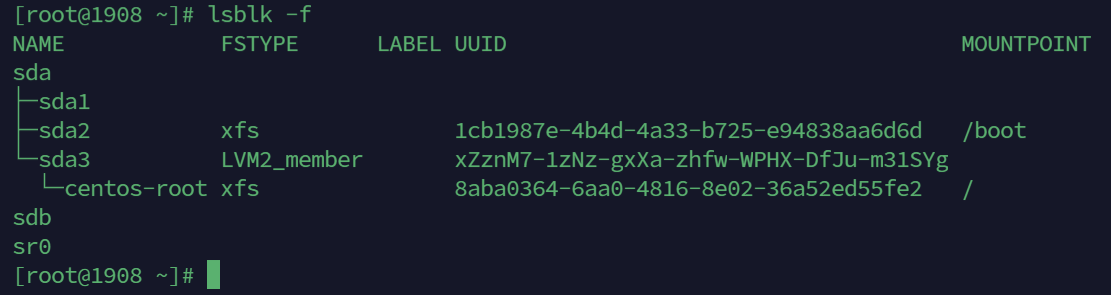 [root@1908 ~]# lsblk -f
NAME            FSTYPE      LABEL UUID                                   MOUNTPOINT
sda
├─sda1
├─sda2          xfs               1cb1987e-4b4d-4a33-b725-e94838aa6d6d   /boot
└─sda3          LVM2_member       xZznM7-1zNz-gxXa-zhfw-WPHX-DfJu-m31SYg
  └─centos-root xfs               8aba0364-6aa0-4816-8e02-36a52ed55fe2   /
sdb
sr0
[root@1908 ~]#